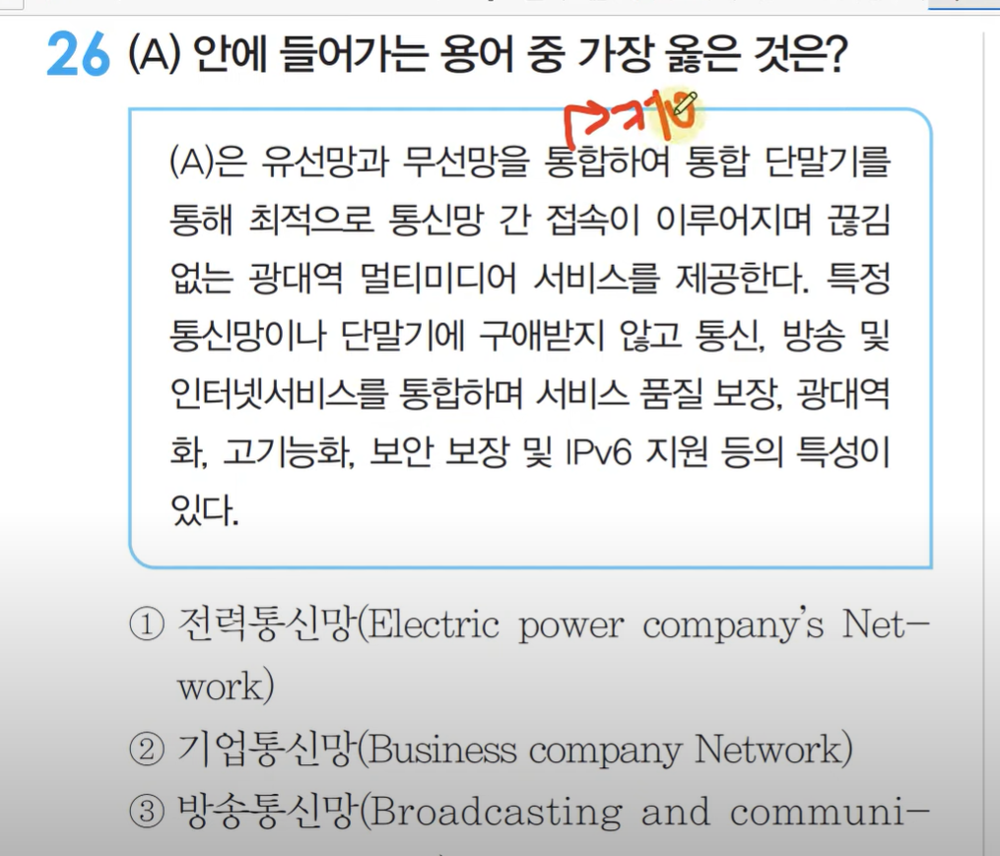 26 (A) 안에 들어가는 용어 중 가장 옳은 것은?
(A)은 유선망과 무선망을 통합하여 통합 단말기를
통해 최적으로 통신망 간 접속이 이루어지며 끊김
없는 광대역 멀티미디어 서비스를 제공한다. 특정
통신망이나 단말기에 구애받지 않고 통신, 방송 및
인터넷서비스를 통합하며 서비스 품질 보장, 광대역
화, 고기능화, 보안 보장 및 IPv6 지원 등의 특성이
있다.
① 전력통신망(Electric power company's Net-
work)
② 기업통신망(Business company Network)
③ 방송통신망(Broadcasting and communi-